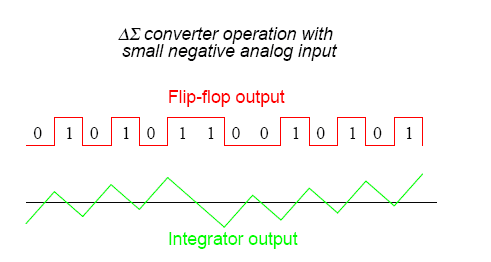 ΔΣ converter operation with
small negative analog input
Flip-flop output
0 1 0 1 0 1 1 0 0 1 0 1 0 1
Integrator output